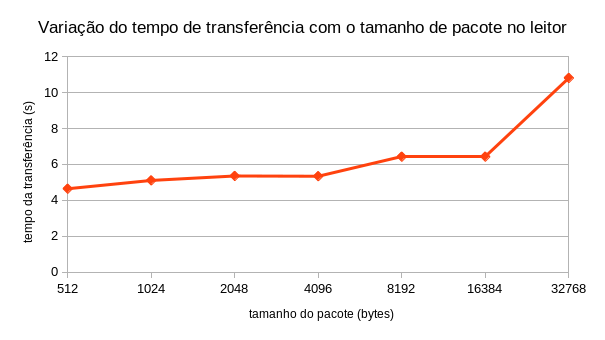 Variação do tempo de transferência com o tamanho de pacote no leitor
12
10
8
6
4
2
0
tempo da transferência (s)
512 1024 2048 4096 8192 16384 32768
tamanho do pacote (bytes)